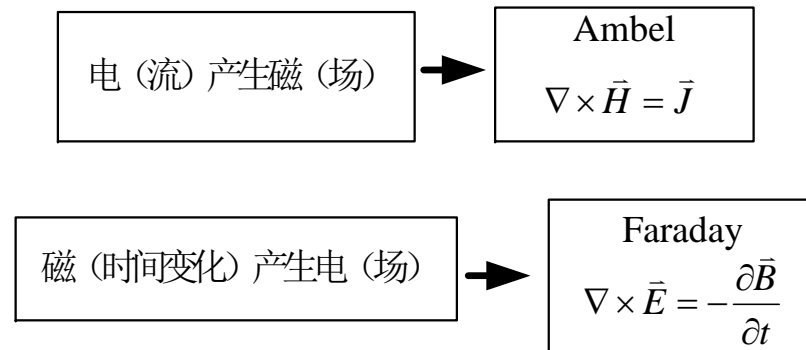 电（流）产生磁（场）
Ambel
∇ × H⃗ = J⃗
磁（时间变化）产生电（场）
Faraday
∇ × E⃗ = −∂B⃗/∂t